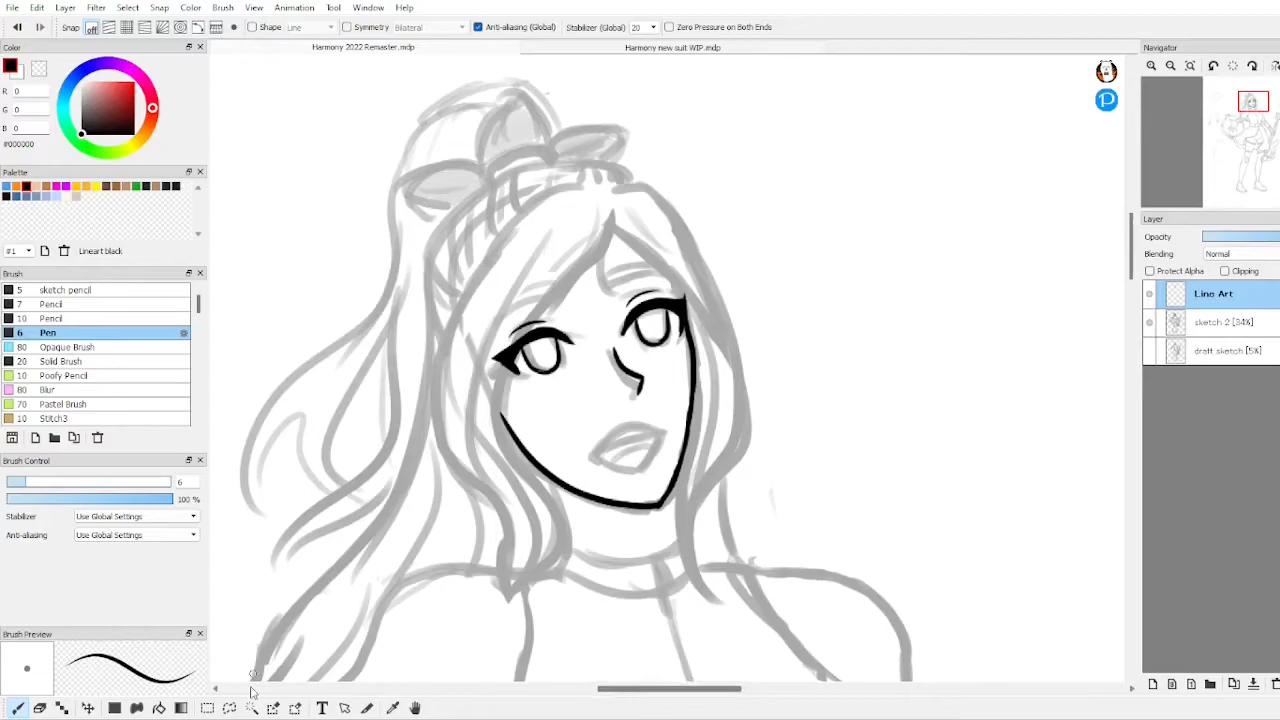 File Edit Layer Filter Select Snap Color Brush View Animation Tool Window Help
Snap off Shape Line Symmetry Bilateral Anti-aliasing (Global) Stabilizer (Global) 20 Zero Pressure on Both Ends
Color
Harmony 2022 Remaster.mdp
Harmony new suit WIP.mdp
Navigator
R 0
G 0
B 0
#000000
Palette
#1 Lineart black
Brush
5 sketch pencil
7 Pencil
10 Pencil
6 Pen
80 Opaque Brush
20 Solid Brush
10 Poofy Pencil
80 Blur
70 Pastel Brush
10 Stitch3
Brush Control
6
100 %
Stabilizer Use Global Settings
Anti-aliasing Use Global Settings
Brush Preview
Layer
Opacity
Blending Normal
Protect Alpha Clipping
Line Art
sketch 2 [34%]
draft sketch [5%]
T